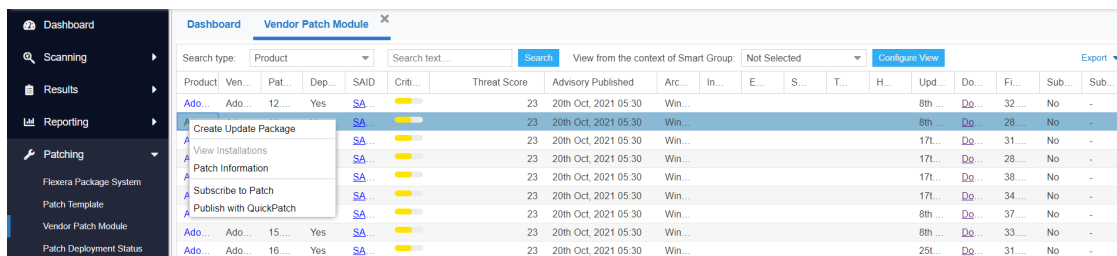 Dashboard
Scanning
Results
Reporting
Patching
Flexera Package System
Patch Template
Vendor Patch Module
Patch Deployment Status
Dashboard Vendor Patch Module
Search type: Product Search text... Search View from the context of Smart Group: Not Selected Configure View Export
Product Ven... Pat... Dep... SAID Criti... Threat Score Advisory Published Arc... In... E... S... T... H... Upd... Do... Fi... Sub... Sub...
Ado... Ado... 12.... Yes SA... 23 20th Oct, 2021 05:30 Win... 8th ... Do... 32.... No -
SA... 23 20th Oct, 2021 05:30 Win... 8th ... Do... 28.... No -
SA... 23 20th Oct, 2021 05:30 Win... 17t... Do... 31.... No -
SA... 23 20th Oct, 2021 05:30 Win... 17t... Do... 28.... No -
SA... 23 20th Oct, 2021 05:30 Win... 17t... Do... 38.... No -
SA... 23 20th Oct, 2021 05:30 Win... 17t... Do... 34.... No -
SA... 23 20th Oct, 2021 05:30 Win... 8th ... Do... 37.... No -
Ado... Ado... 15.... Yes SA... 23 20th Oct, 2021 05:30 Win... 8th ... Do... 33.... No -
Ado... Ado... 16.... Yes SA... 23 20th Oct, 2021 05:30 Win... 25t... Do... 31.... No -
Create Update Package
View Installations
Patch Information
Subscribe to Patch
Publish with QuickPatch